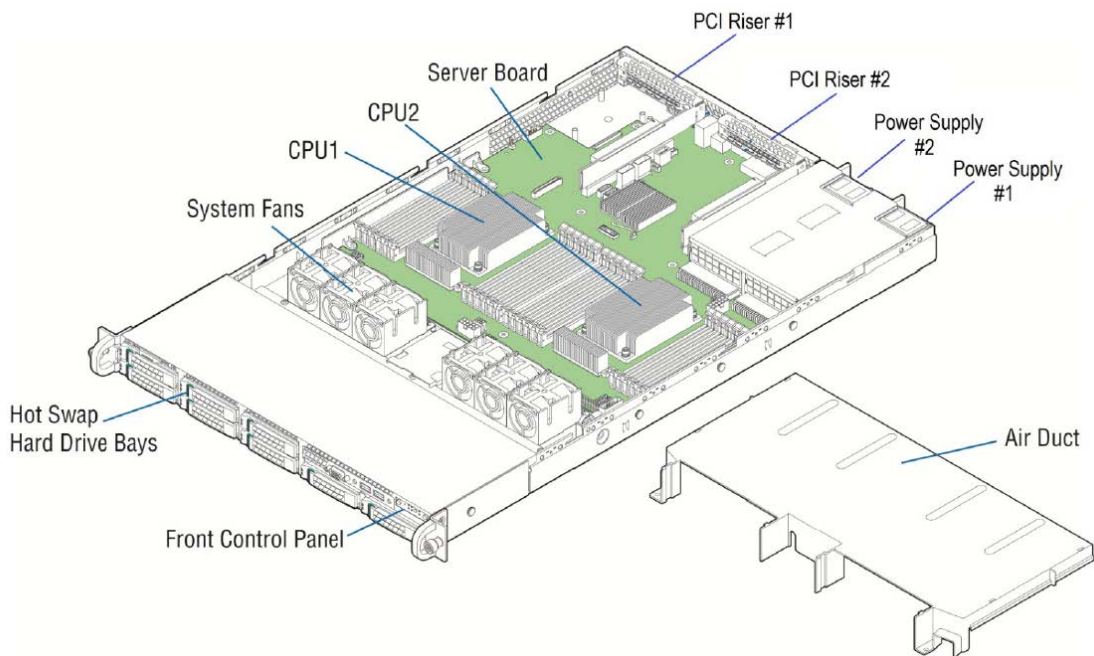 PCI Riser #1
Server Board
PCI Riser #2
CPU2
Power Supply
#2
CPU1
Power Supply
#1
System Fans
Hot Swap
Hard Drive Bays
Air Duct
Front Control Panel